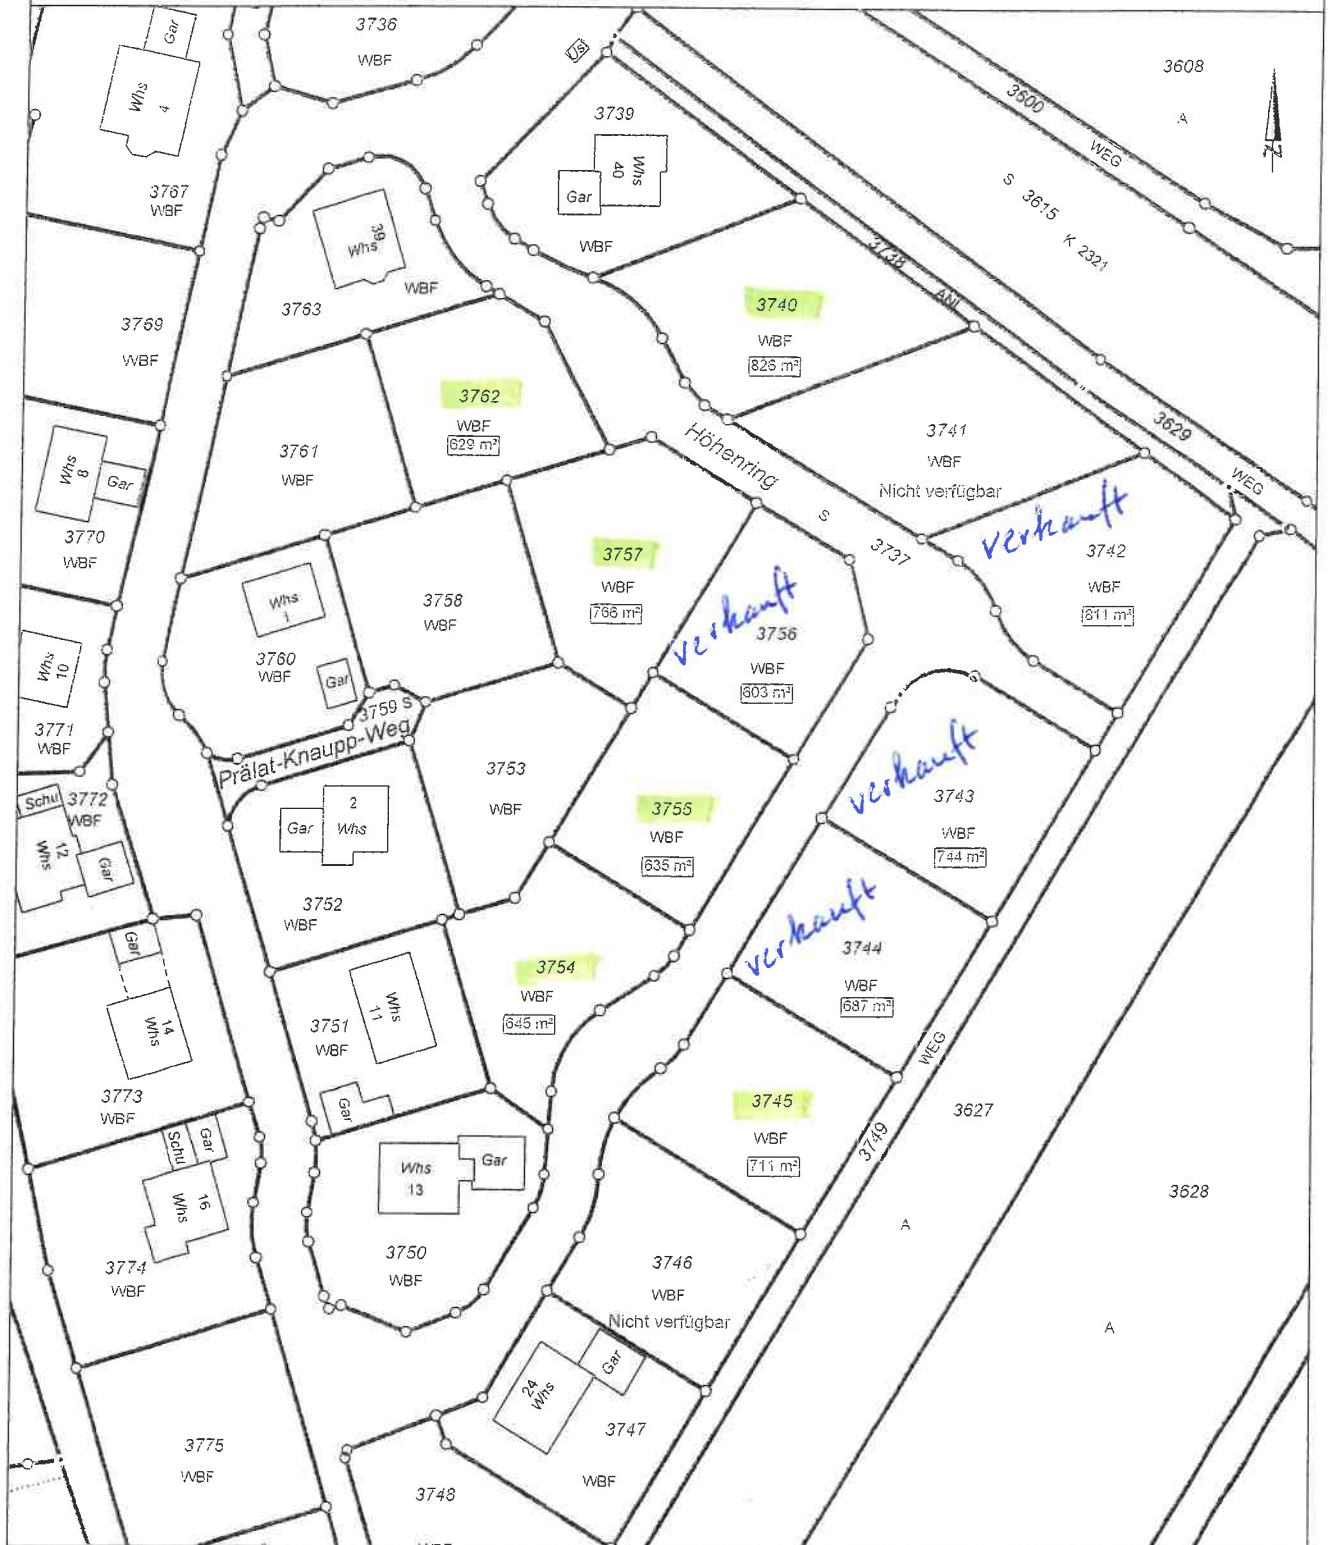 3736
WBF
Gar
Whs
4
3767
WBF
Ust
3739
Whs
40
Gar
WBF
3600
WEG
3608
A
S 3615 K 2321
3738
ANL
3769
WBF
39
Whs
WBF
3763
3740
WBF
826 m²
3762
WBF
629 m²
3761
WBF
Höhenring
S
3737
3741
WBF
Nicht verfügbar
3629
WEG
verkauft
3742
WBF
811 m²
Whs
8
Gar
3770
WBF
3757
WBF
766 m²
verkauft
3756
WBF
603 m²
Whs
1
3758
WBF
3760
WBF
Gar
3759 S
Prälat-Knaupp-Weg
Whs
10
3771
WBF
3753
WBF
verkauft
3743
WBF
744 m²
Schu
3772
WBF
12
Whs
Gar
2
Gar
Whs
3755
WBF
635 m²
3752
WBF
verkauft
3744
WBF
687 m²
Gar
3754
WBF
645 m²
14
Whs
3751
WBF
Whs
11
Gar
WEG
3773
WBF
3745
WBF
711 m²
3749
3627
Schu
Gar
16
Whs
Whs
13
Gar
3628
A
3774
WBF
3750
WBF
3746
WBF
Nicht verfügbar
A
24
Whs
Gar
3747
WBF
3775
WBF
3748